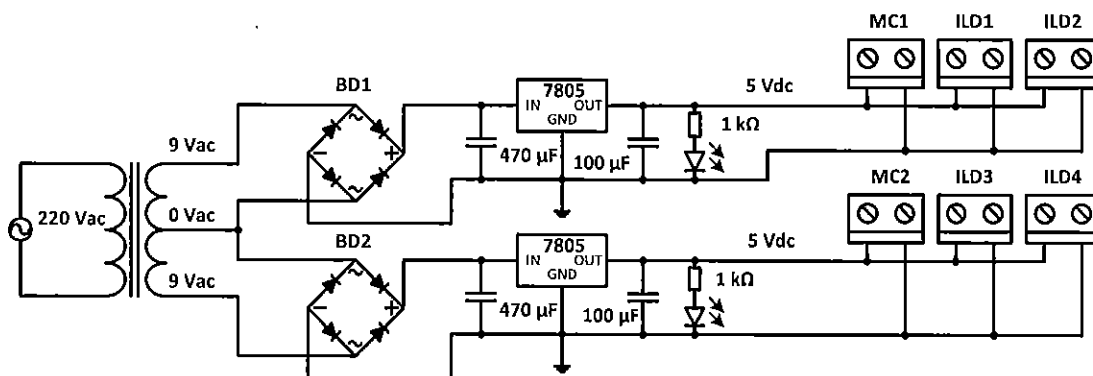 MC1 ILD1 ILD2
BD1
7805
5 Vdc
IN OUT
GND
9 Vac
1 kΩ
470 μF
100 μF
220 Vac
0 Vac
MC2 ILD3 ILD4
BD2
7805
5 Vdc
IN OUT
GND
9 Vac
1 kΩ
470 μF
100 μF